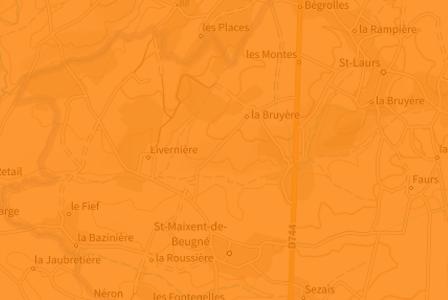 Bégrolles
les Places
la Rampière
les Montes
St-Laurs
la Bruyère
la Bruyère
Livernière
Retail
Faurs
le Fief
St-Maixent-de-
Beugné
D744
la Bazinière
la Jaubretière
la Roussière
Sezais
Néron
les Fontenelles